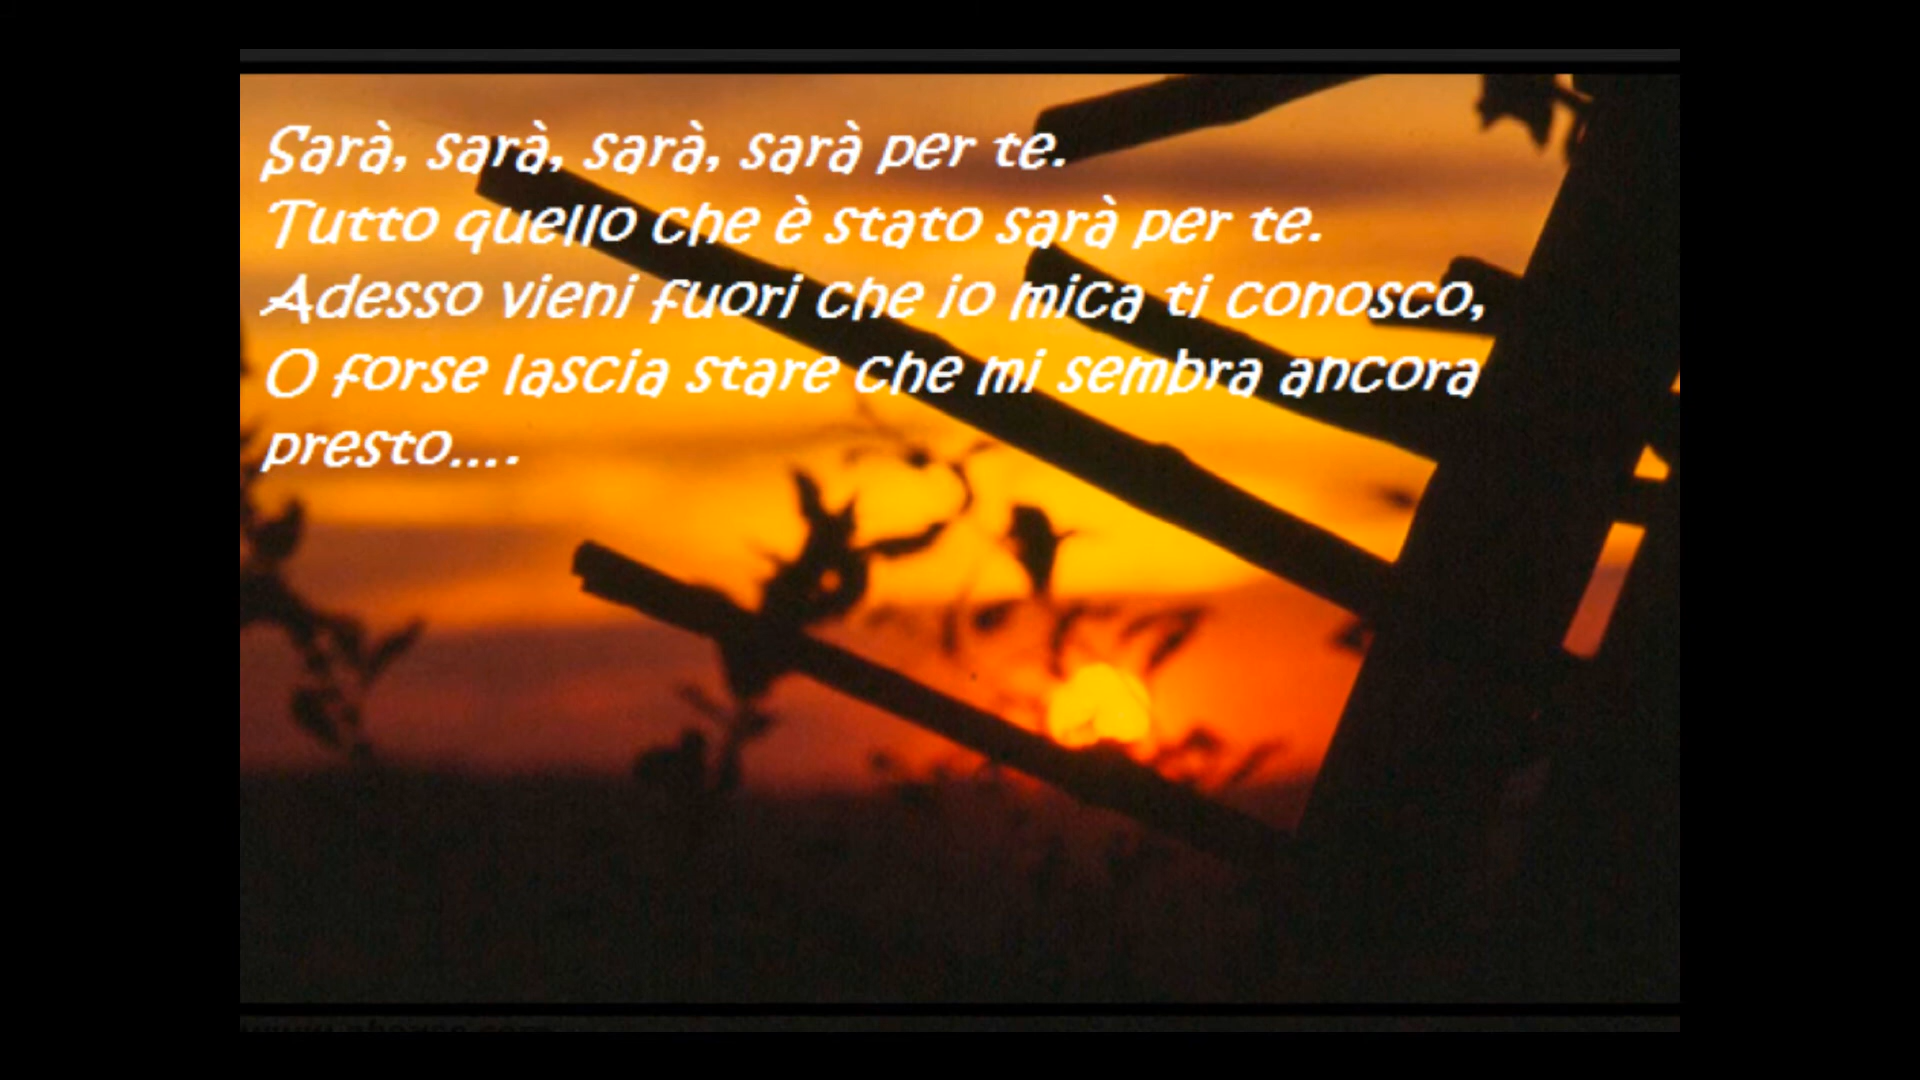 Sarà, sarà, sarà, sarà per te.
Tutto quello che è stato sarà per te.
Adesso vieni fuori che io mica ti conosco,
O forse lascia stare che mi sembra ancora
presto....